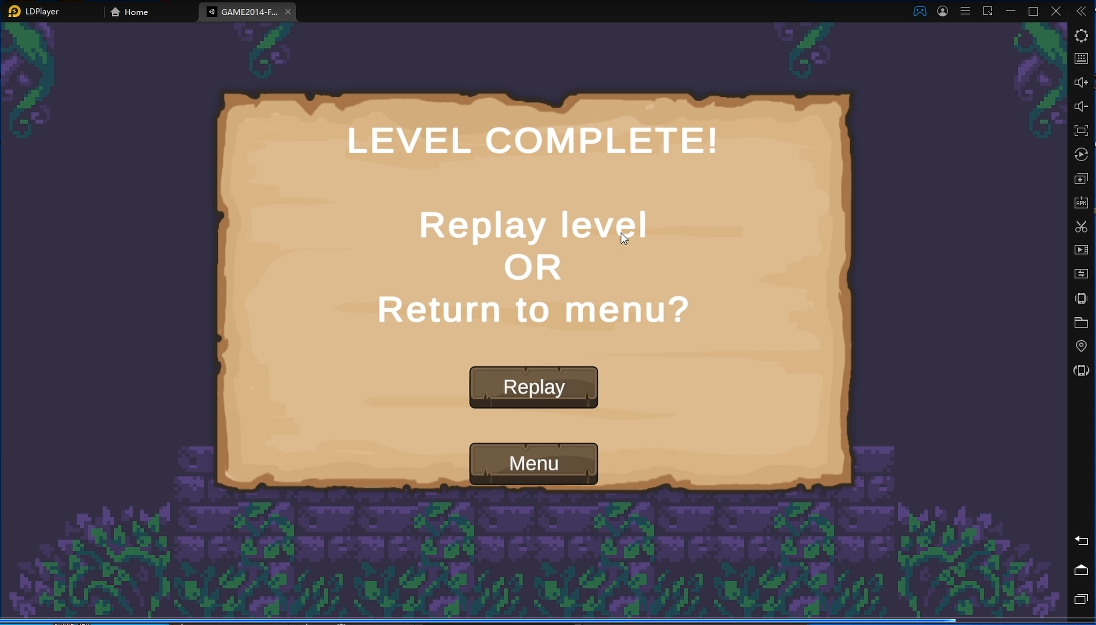 LDPlayer
Home
GAME2014-F...
LEVEL COMPLETE!
Replay level
OR
Return to menu?
Replay
Menu